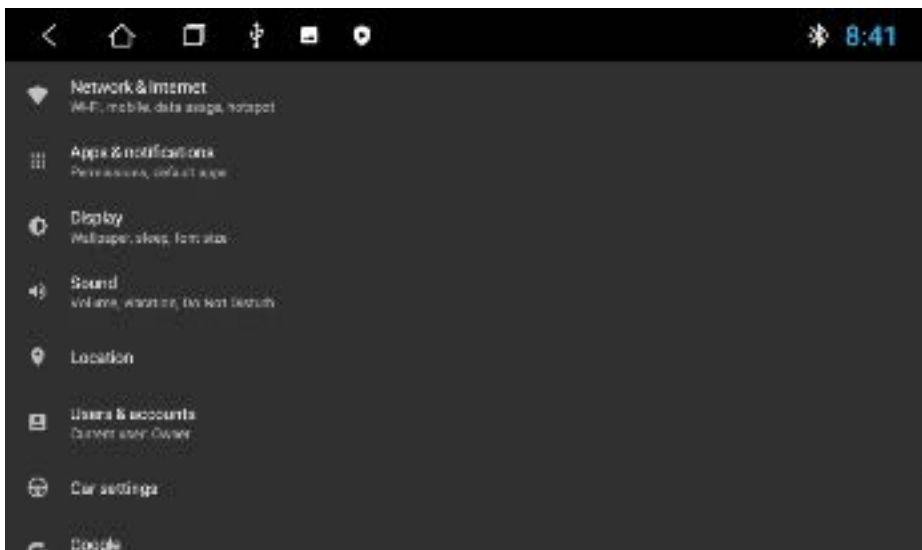 8:41
Network & Internet
Wi-Fi, mobile, data usage, hotspot
Apps & notifications
Permissions, default apps
Display
Wallpaper, sleep, font size
Sound
Volume, vibration, Do Not Disturb
Location
Users & accounts
Current user: Owner
Car settings
Google